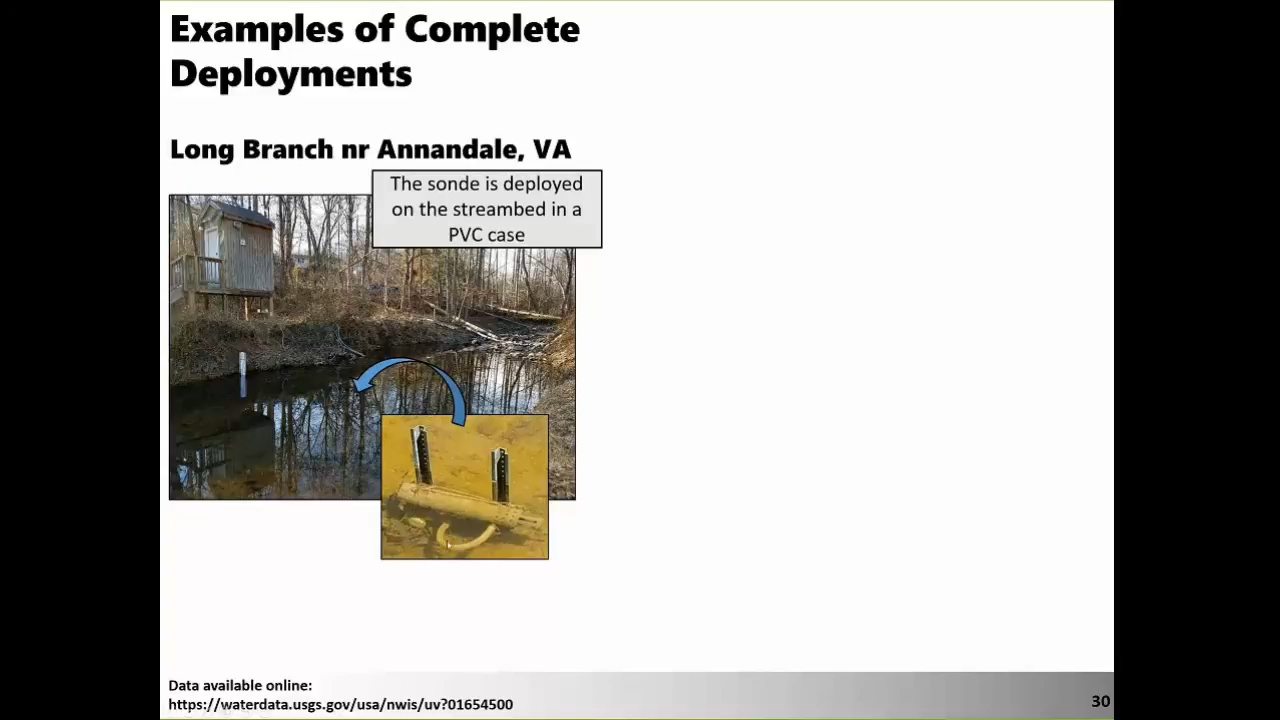 Examples of Complete
Deployments
Long Branch nr Annandale, VA
The sonde is deployed
on the streambed in a
PVC case
Data available online:
https://waterdata.usgs.gov/usa/nwis/uv?01654500
30